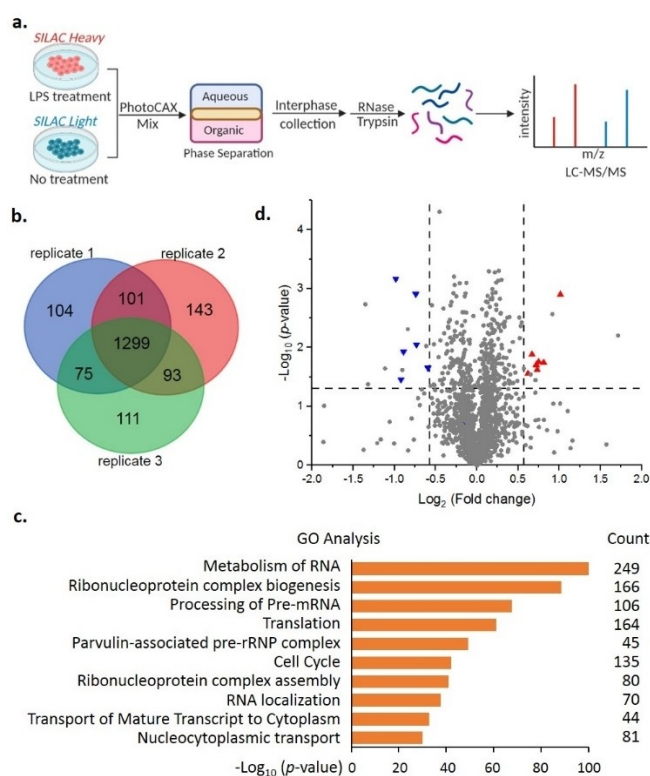 a.
SILAC Heavy
LPS treatment
SILAC Light
No treatment
PhotoCAX
Mix
Aqueous
Organic
Phase Separation
Interphase
collection
RNase
Trypsin
intensity
m/z
LC-MS/MS
b.
replicate 1
replicate 2
104
101
143
1299
75
93
111
replicate 3
d.
-Log10 (p-value)
4
3
2
1
0
-2.0
-1.5
-1.0
-0.5
0.0
0.5
1.0
1.5
2.0
Log2 (Fold change)
c.
GO Analysis
Count
Metabolism of RNA 249
Ribonucleoprotein complex biogenesis 166
Processing of Pre-mRNA 106
Translation 164
Parvulin-associated pre-rRNP complex 45
Cell Cycle 135
Ribonucleoprotein complex assembly 80
RNA localization 70
Transport of Mature Transcript to Cytoplasm 44
Nucleocytoplasmic transport 81
-Log10 (p-value) 0 20 40 60 80 100